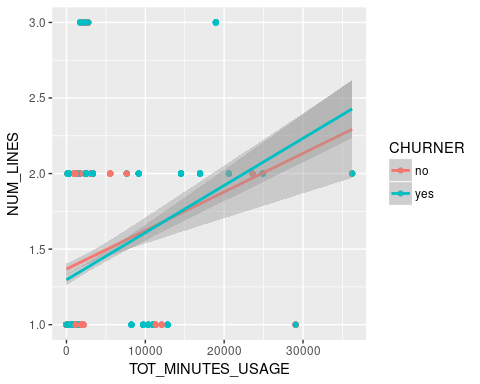 3.0
2.5
2.0
1.5
1.0
NUM_LINES
0 10000 20000 30000
TOT_MINUTES_USAGE
CHURNER
no
yes